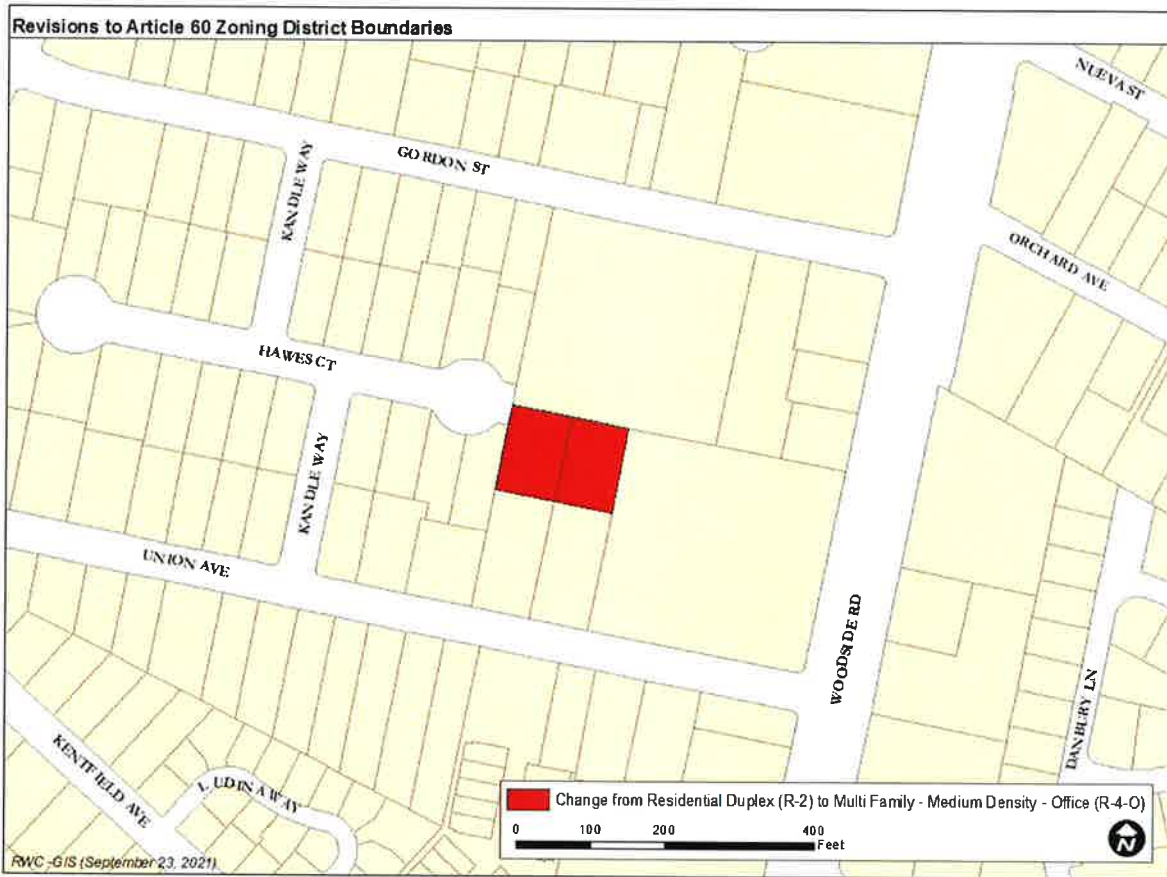 Revisions to Article 60 Zoning District Boundaries
NUEVA ST
GORDON ST
KANDLE WAY
ORCHARD AVE
HAWES CT
KANDLE WAY
UNION AVE
WOODSIDE RD
DANBURY LN
KENTFIELD AVE
LUDINA WAY
Change from Residential Duplex (R-2) to Multi Family - Medium Density - Office (R-4-O)
0 100 200 400
Feet
N
RWC -GIS (September 23, 2021)